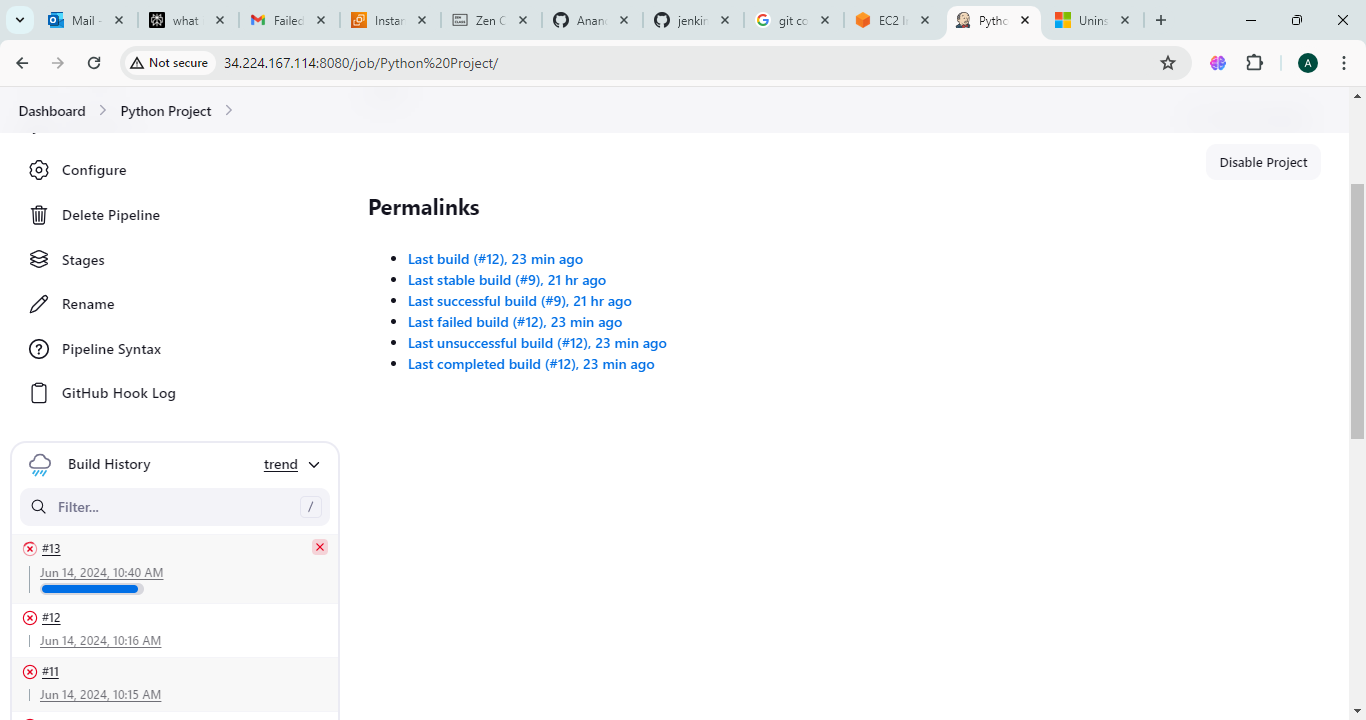 Mail -
what
Failed
Instan
Zen C
Anano
jenkin
git co
EC2 In
Pytho
Unins
Not secure
34.224.167.114:8080/job/Python%20Project/
A
Dashboard
Python Project
Configure
Disable Project
Delete Pipeline
Permalinks
Stages
Last build (#12), 23 min ago
Last stable build (#9), 21 hr ago
Last successful build (#9), 21 hr ago
Rename
Last failed build (#12), 23 min ago
Pipeline Syntax
Last unsuccessful build (#12), 23 min ago
Last completed build (#12), 23 min ago
GitHub Hook Log
Build History trend
Filter... /
#13
Jun 14, 2024, 10:40 AM
#12
Jun 14, 2024, 10:16 AM
#11
Jun 14, 2024, 10:15 AM